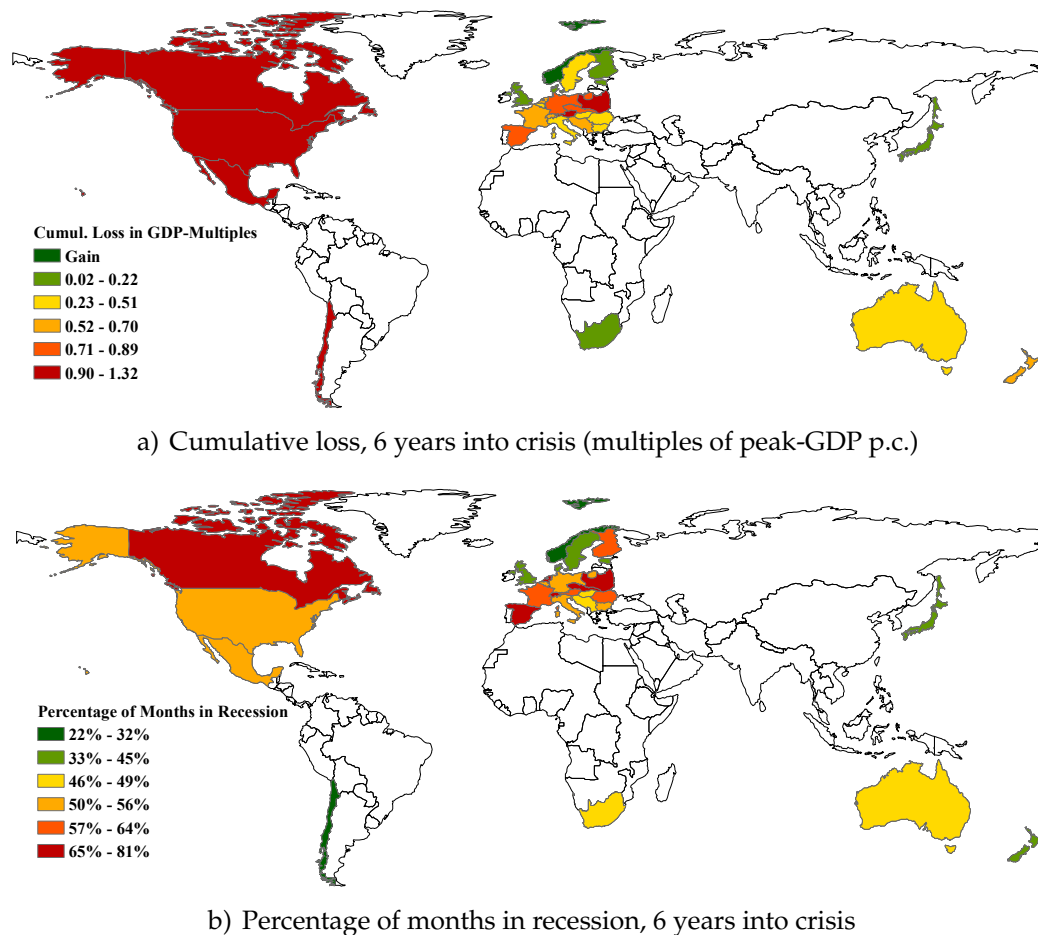 Cumul. Loss in GDP-Multiples
Gain
0.02 - 0.22
0.23 - 0.51
0.52 - 0.70
0.71 - 0.89
0.90 - 1.32
a) Cumulative loss, 6 years into crisis (multiples of peak-GDP p.c.)
Percentage of Months in Recession
22% - 32%
33% - 45%
46% - 49%
50% - 56%
57% - 64%
65% - 81%
b) Percentage of months in recession, 6 years into crisis